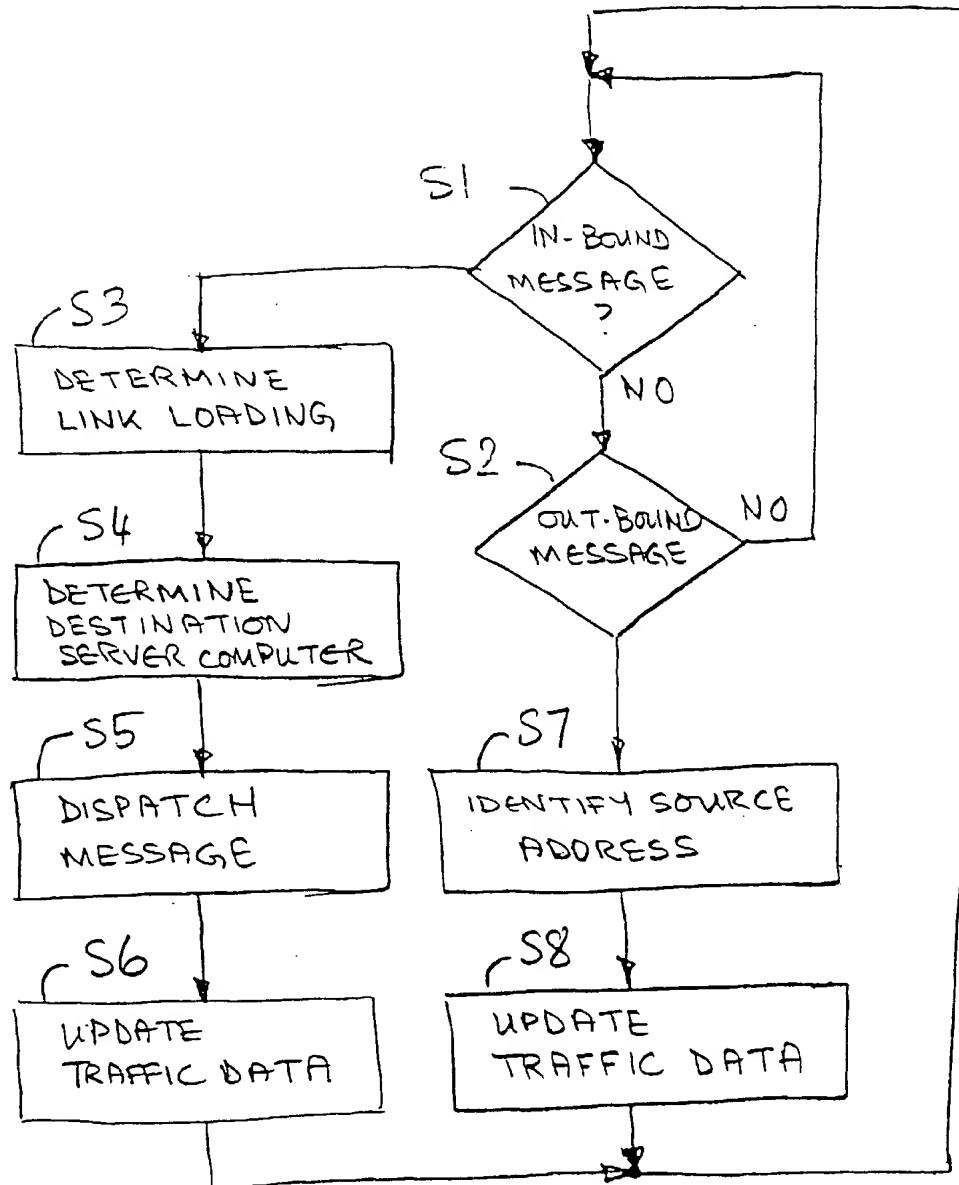 S1
IN-BOUND
MESSAGE
?
NO
S2
OUT-BOUND
MESSAGE
NO
S3
DETERMINE
LINK LOADING
S4
DETERMINE
DESTINATION
SERVER COMPUTER
S5
DISPATCH
MESSAGE
S6
UPDATE
TRAFFIC DATA
S7
IDENTIFY SOURCE
ADDRESS
S8
UPDATE
TRAFFIC DATA